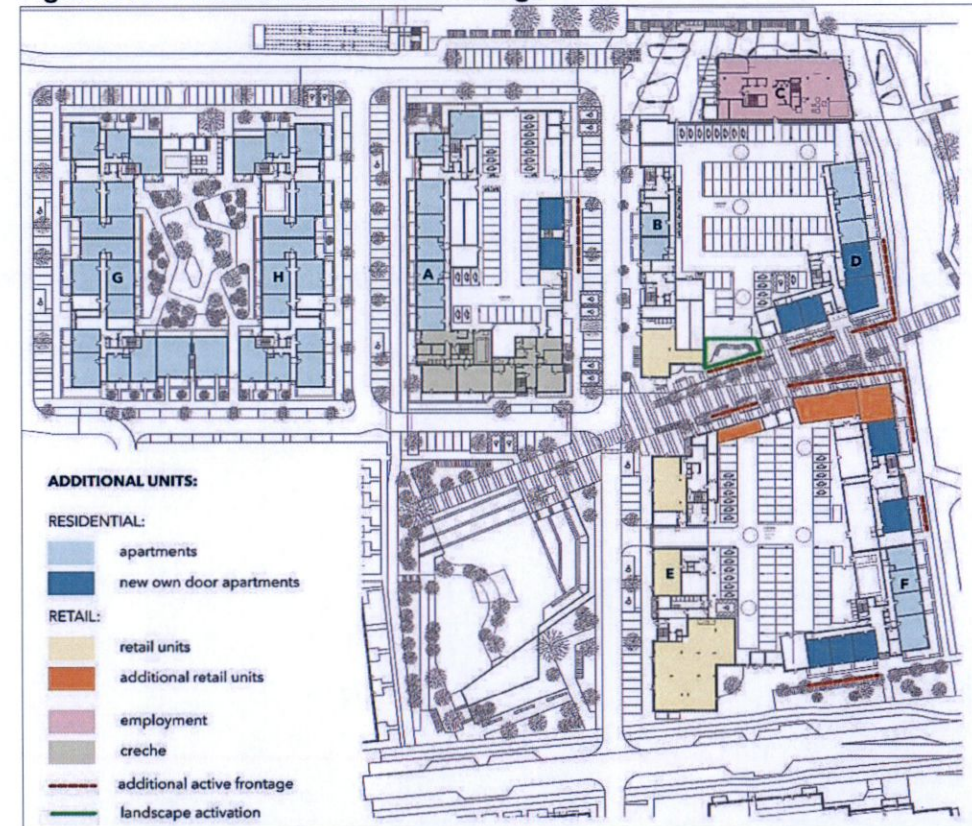 C
B
D
G
H
A
E
F
ADDITIONAL UNITS:
RESIDENTIAL:
apartments
new own door apartments
RETAIL:
retail units
additional retail units
employment
creche
additional active frontage
landscape activation